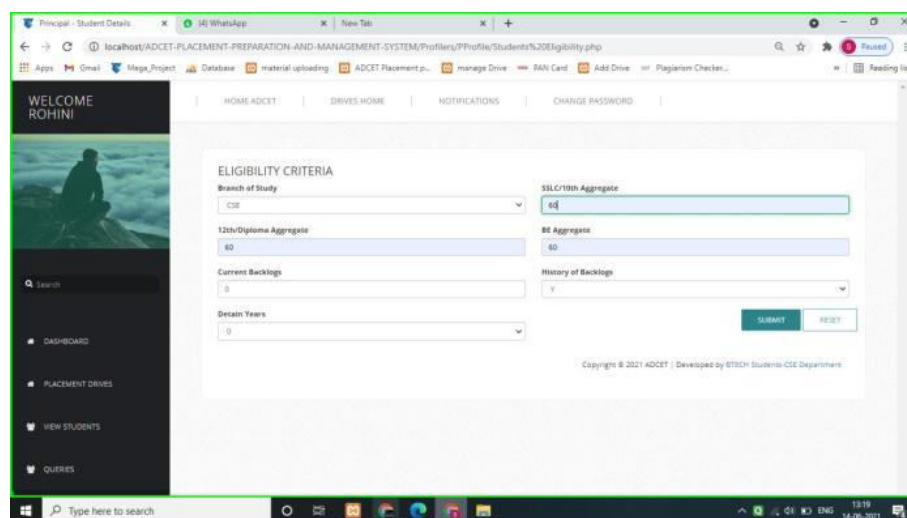 Principal - Student Details
(4) WhatsApp
New Tab
localhost/ADCET-PLACEMENT-PREPARATION-AND-MANAGEMENT-SYSTEM/Profilers/PProfile/Students%20Eligibility.php
Paused
Apps
Gmail
Mega_Project
Database
material uploading
ADCET Placement p...
manage Drive
PAN Card
Add Drive
Plagiarism Checker...
Reading lis
WELCOME
ROHINI
HOME ADCET
DRIVES HOME
NOTIFICATIONS
CHANGE PASSWORD
ELIGIBILITY CRITERIA
Branch of Study
CSE
SSLC/10th Aggregate
60
12th/Diploma Aggregate
60
BE Aggregate
60
Current Backlogs
0
History of Backlogs
Y
Detain Years
0
SUBMIT
RESET
Copyright © 2021 ADCET | Developed by BTECH Students-CSE Department
Search
DASHBOARD
PLACEMENT DRIVES
VIEW STUDENTS
QUERIES
Type here to search
ENG
13:19
14-06-2021